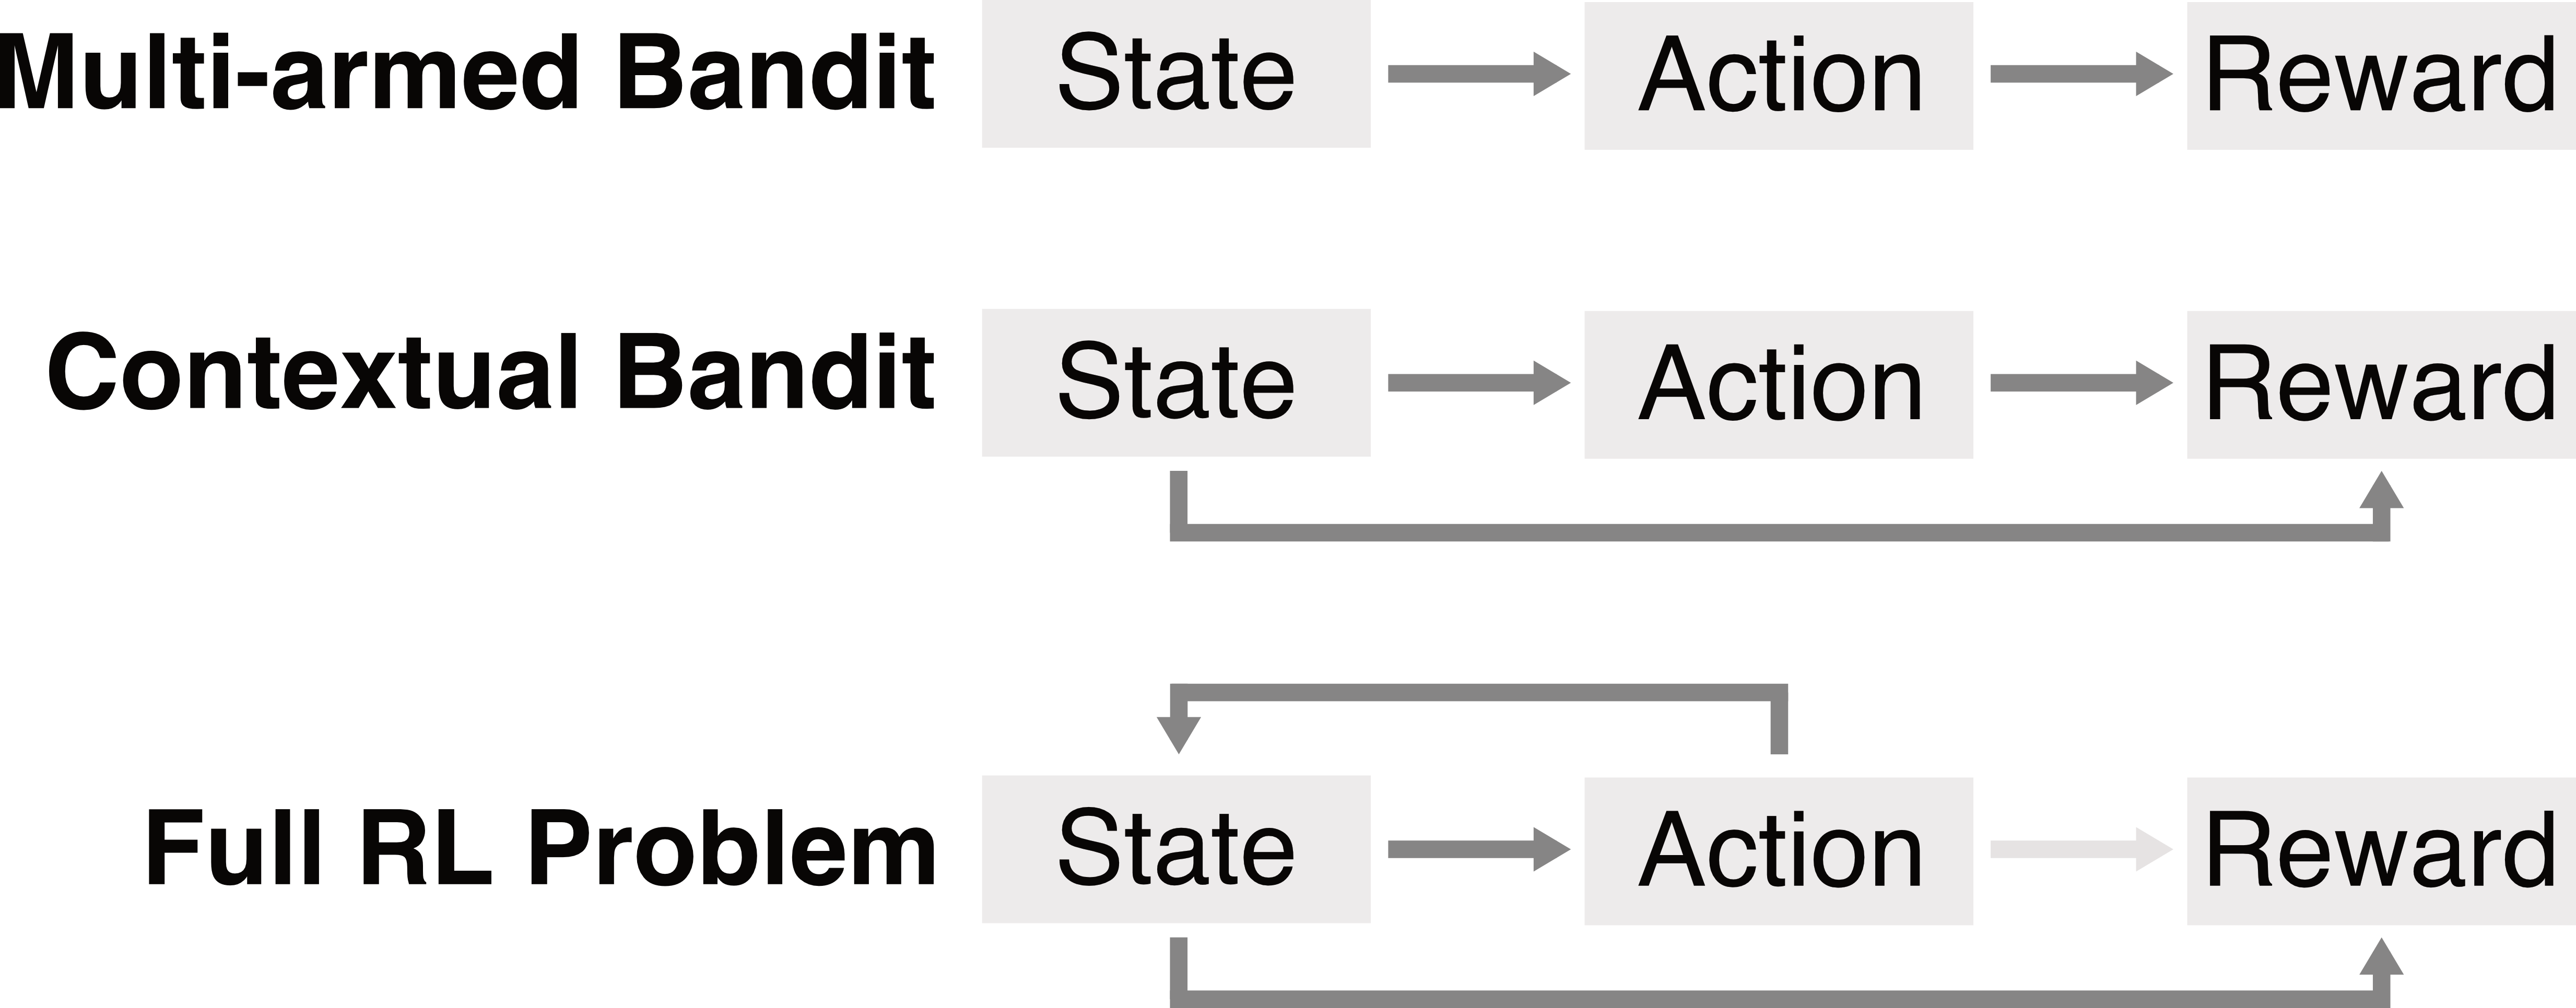 Multi-armed Bandit State Action Reward
Contextual Bandit State Action Reward
Full RL Problem State Action Reward